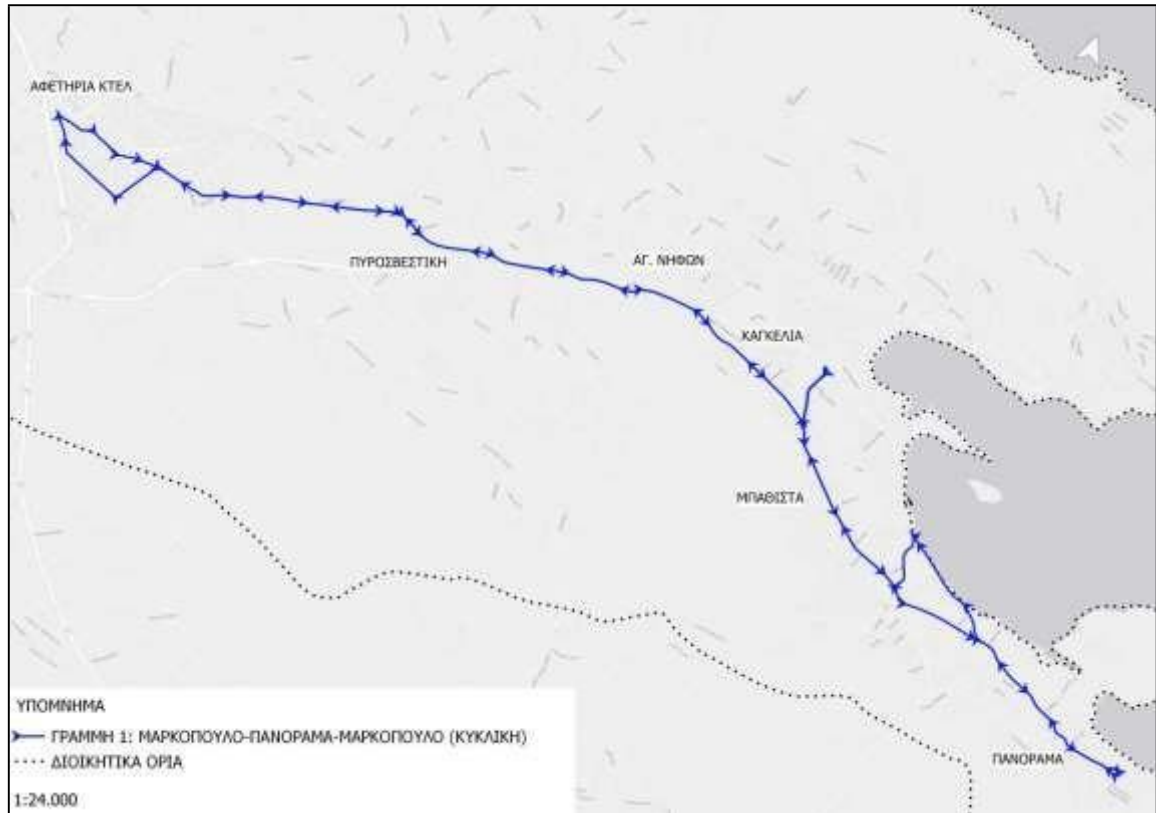 ΑΦΕΤΗΡΙΑ ΚΤΕΛ
ΠΥΡΟΣΒΕΣΤΙΚΗ
ΑΓ. ΝΗΦΩΝ
ΚΑΓΚΕΛΙΑ
ΜΠΑΘΙΣΤΑ
ΠΑΝΟΡΑΜΑ
ΥΠΟΜΝΗΜΑ
ΓΡΑΜΜΗ 1: ΜΑΡΚΟΠΟΥΛΟ-ΠΑΝΟΡΑΜΑ-ΜΑΡΚΟΠΟΥΛΟ (ΚΥΚΛΙΚΗ)
ΔΙΟΙΚΗΤΙΚΑ ΟΡΙΑ
1:24.000